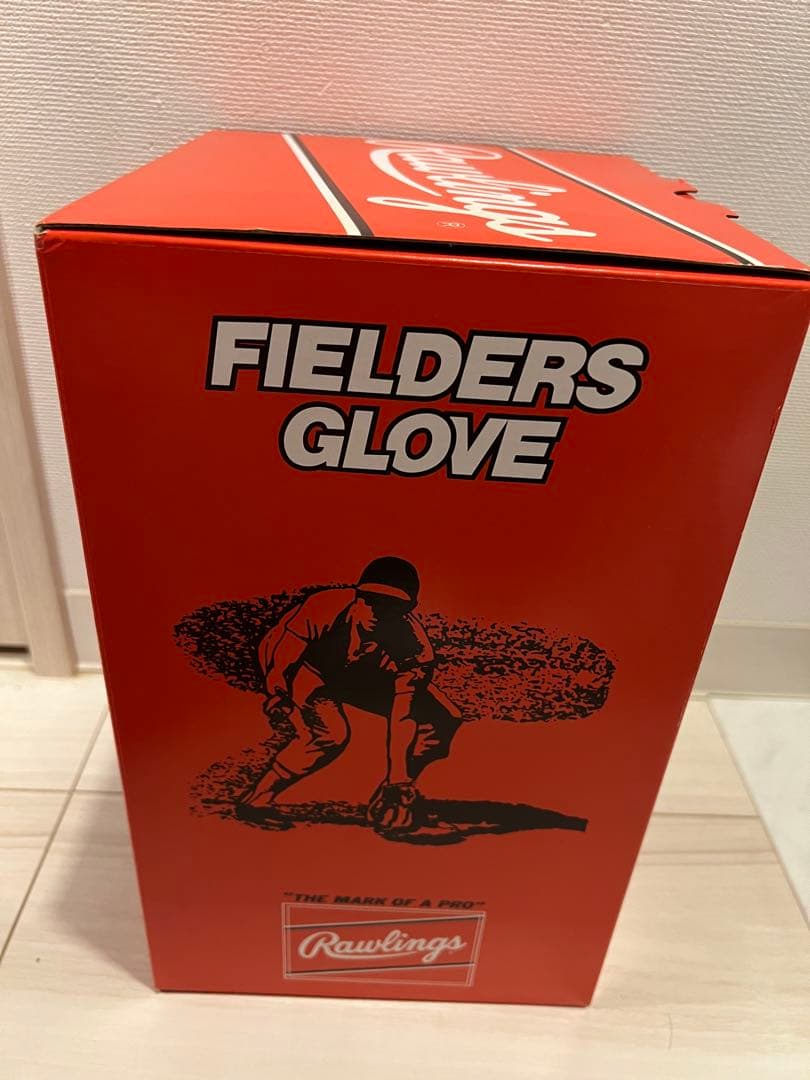 Rawlings
®
FIELDERS
GLOVE
"THE MARK OF A PRO"
Rawlings